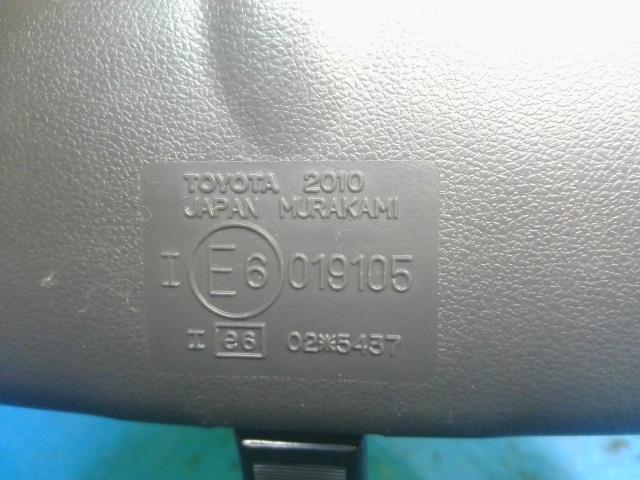 TOYOTA 2010
JAPAN MURAKAMI
I E6 019105
I e6 02*5437